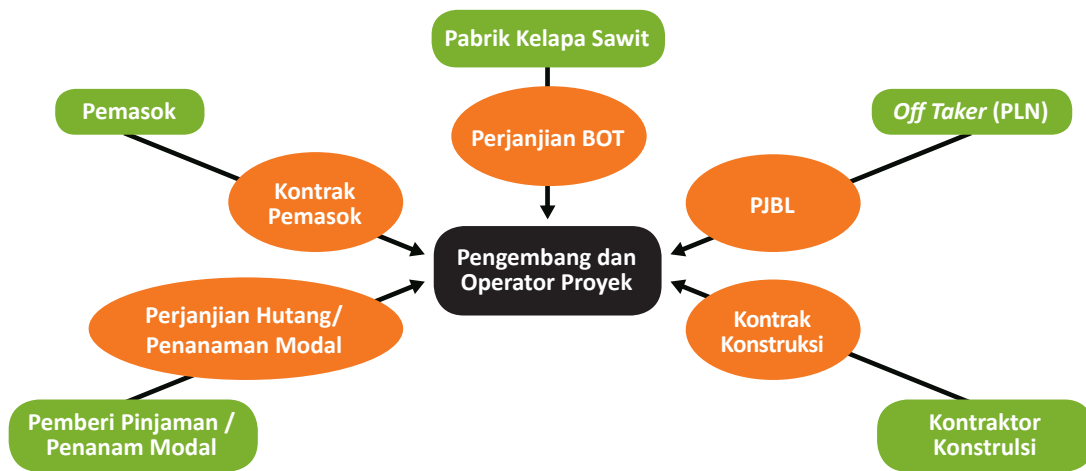 Pabrik Kelapa Sawit
Pemasok
Off Taker (PLN)
Perjanjian BOT
Kontrak
Pemasok
PJBL
Pengembang dan
Operator Proyek
Perjanjian Hutang/
Penanaman Modal
Kontrak
Konstruksi
Pemberi Pinjaman /
Penanam Modal
Kontraktor
Konstrulsi